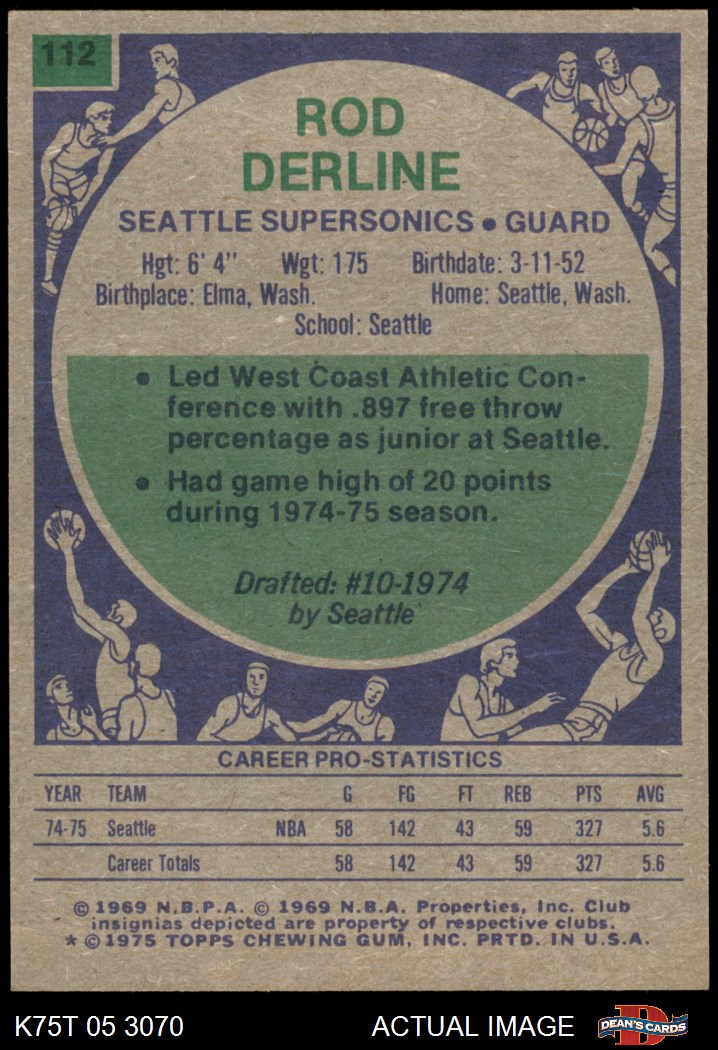 112
ROD
DERLINE
SEATTLE SUPERSONICS • GUARD
Hgt: 6' 4" Wgt: 175 Birthdate: 3-11-52
Birthplace: Elma, Wash. Home: Seattle, Wash.
School: Seattle
• Led West Coast Athletic Con-
ference with .897 free throw
percentage as junior at Seattle.
• Had game high of 20 points
during 1974-75 season.
Drafted: #10-1974
by Seattle
CAREER PRO-STATISTICS
YEAR TEAM G FG FT REB PTS AVG
74-75 Seattle NBA 58 142 43 59 327 5.6
Career Totals 58 142 43 59 327 5.6
© 1969 N.B.P.A. © 1969 N.B.A. Properties, Inc. Club
insignias depicted are property of respective clubs.
* © 1975 TOPPS CHEWING GUM, INC. PRTD. IN U.S.A.
K75T 05 3070 ACTUAL IMAGE D DEAN'S CARDS